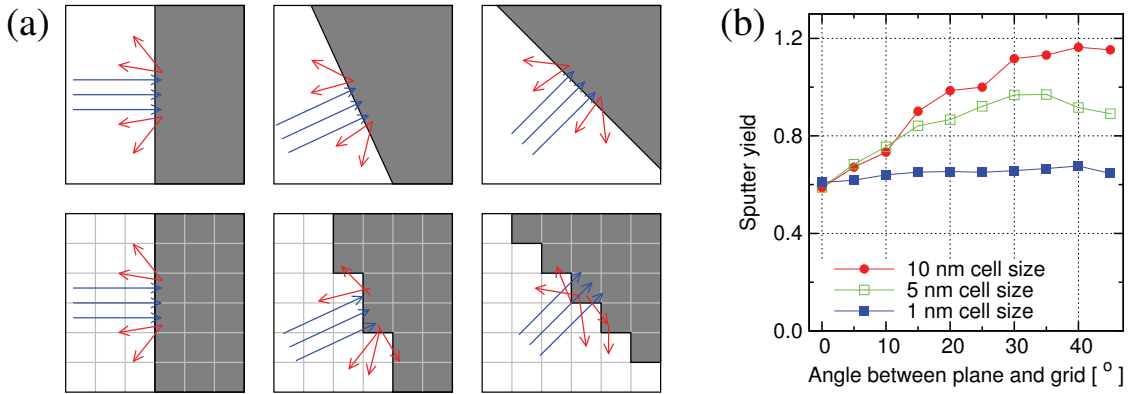 (a)
(b)
Sputter yield
1.2
0.8
0.4
0.0
10 nm cell size
5 nm cell size
1 nm cell size
0 10 20 30 40
Angle between plane and grid [ ° ]